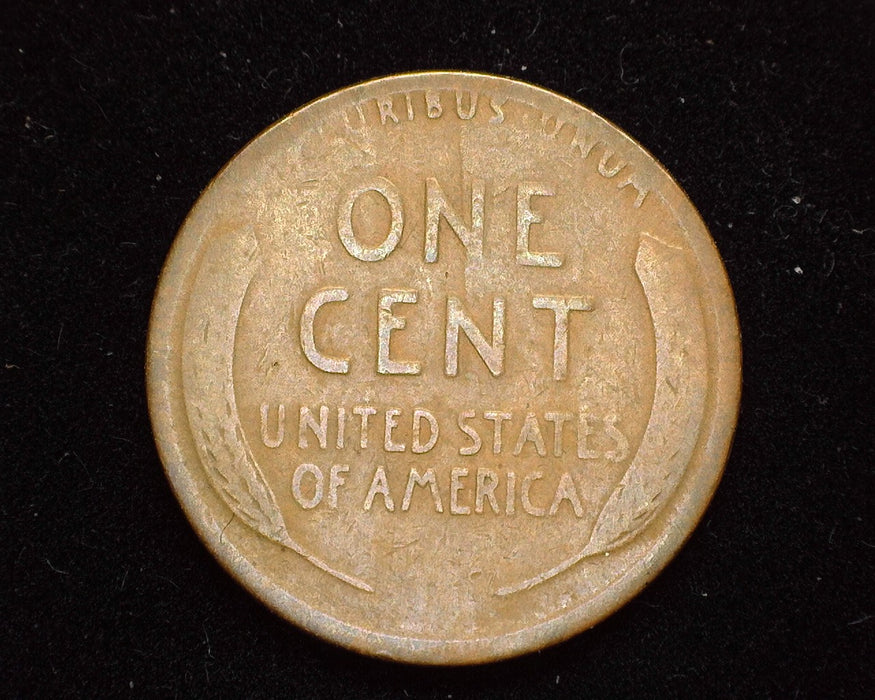 URIBUS UNUM
ONE
CENT
UNITED STATES
OF AMERICA